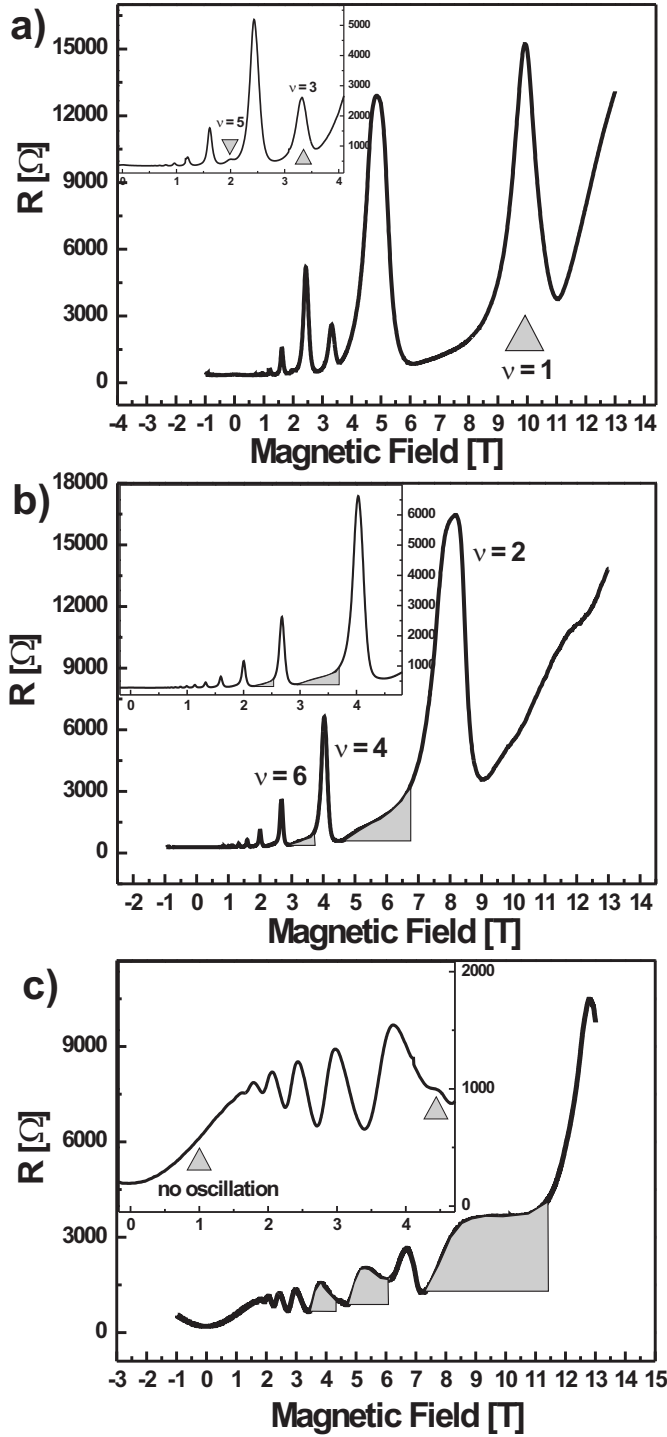 a)
R [Ω]
15000
12000
9000
6000
3000
0
-4 -3 -2 -1 0 1 2 3 4 5 6 7 8 9 10 11 12 13 14
Magnetic Field [T]
5000
4000
3000
2000
1000
0 1 2 3 4
ν = 5
ν = 3
ν = 1
b)
R [Ω]
18000
15000
12000
9000
6000
3000
0
-2 -1 0 1 2 3 4 5 6 7 8 9 10 11 12 13 14
Magnetic Field [T]
6000
5000
4000
3000
2000
1000
0 1 2 3 4
ν = 2
ν = 4
ν = 6
c)
R [Ω]
9000
6000
3000
0
-3 -2 -1 0 1 2 3 4 5 6 7 8 9 10 11 12 13 14 15
Magnetic Field [T]
2000
1000
0
0 1 2 3 4
no oscillation